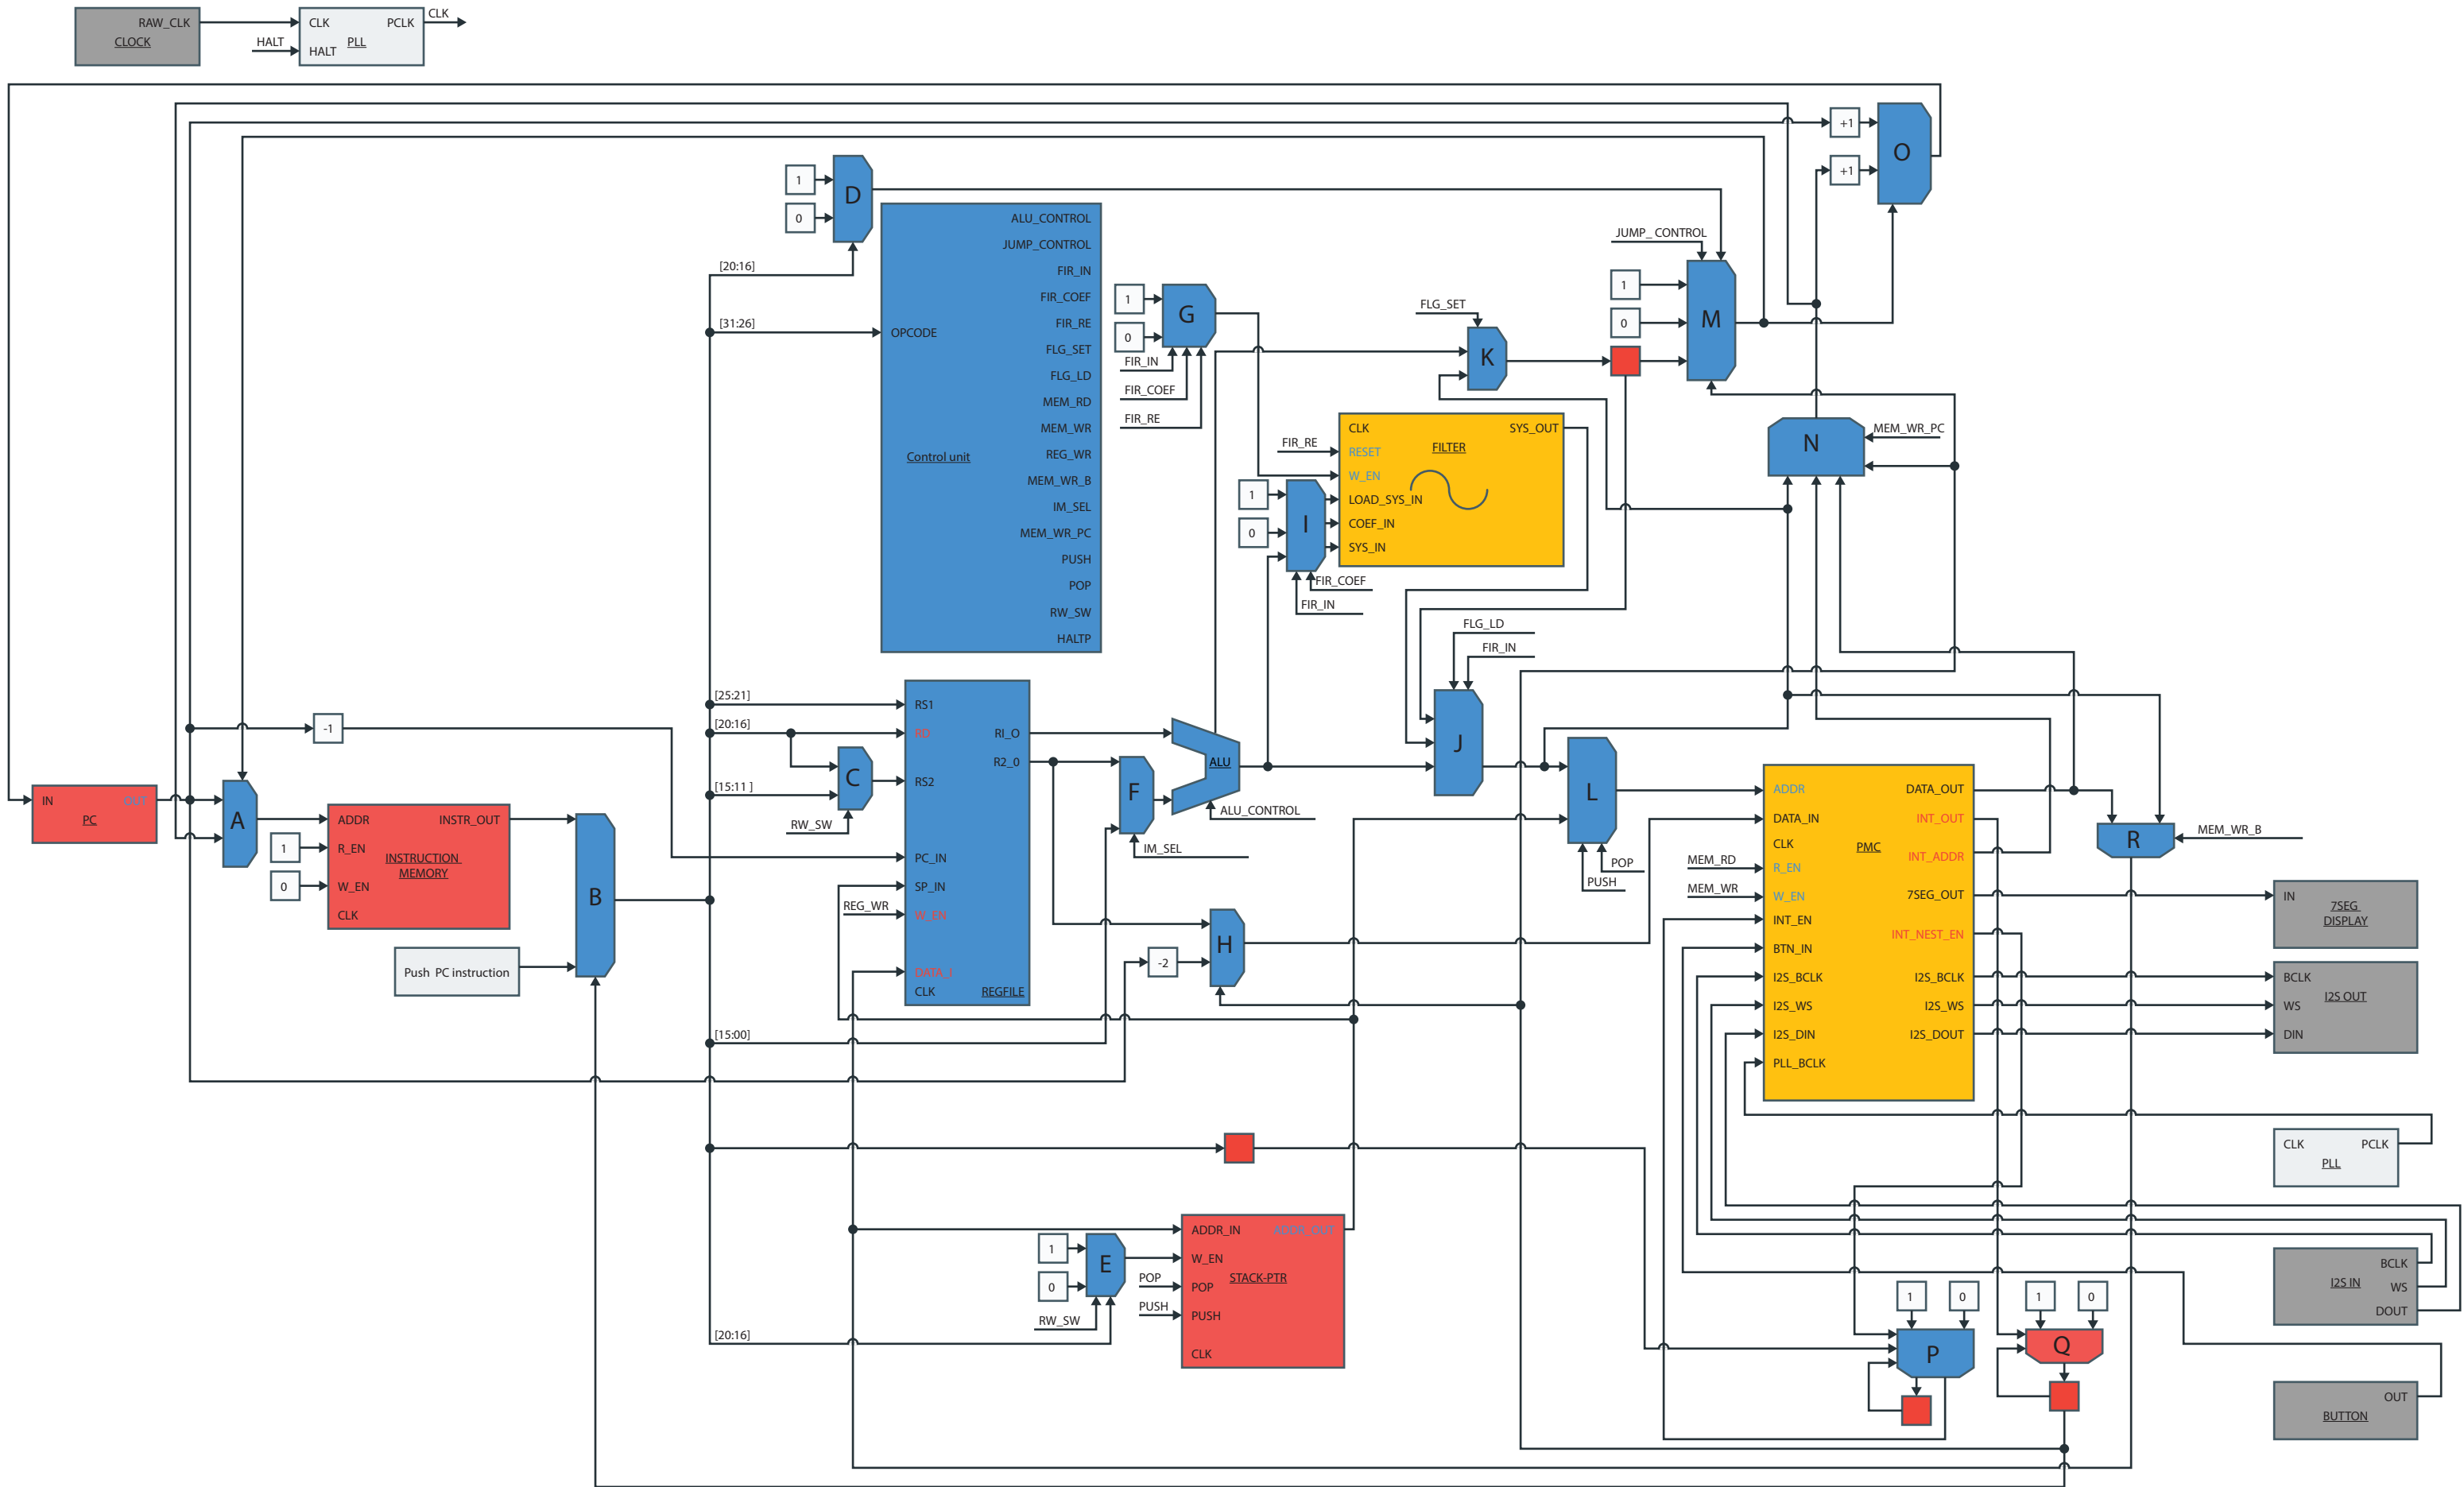 RAW_CLK
CLOCK
CLK
PCLK
HALT
PLL
HALT
CLK
+1
+1
O
1
0
D
[20:16]
[31:26]
OPCODE
Control unit
ALU_CONTROL
JUMP_CONTROL
FIR_IN
FIR_COEF
FIR_RE
FLG_SET
FLG_LD
MEM_RD
MEM_WR
REG_WR
MEM_WR_B
IM_SEL
MEM_WR_PC
PUSH
POP
RW_SW
HALTP
1
0
G
FIR_IN
FIR_COEF
FIR_RE
FLG_SET
K
JUMP_ CONTROL
1
0
M
N
MEM_WR_PC
CLK
SYS_OUT
RESET
FILTER
W_EN
LOAD_SYS_IN
COEF_IN
SYS_IN
FIR_RE
1
0
I
FIR_COEF
FIR_IN
FLG_LD
FIR_IN
J
[25:21]
[20:16]
[15:11 ]
C
RW_SW
RS1
RD
RI_O
R2_0
RS2
PC_IN
SP_IN
REG_WR
W_EN
DATA_I
CLK
REGFILE
-1
IN
OUT
PC
A
ADDR
INSTR_OUT
1
R_EN
INSTRUCTION
MEMORY
0
W_EN
CLK
B
Push PC instruction
F
IM_SEL
ALU
ALU_CONTROL
L
POP
PUSH
H
-2
[15:00]
ADDR
DATA_OUT
DATA_IN
INT_OUT
CLK
PMC
INT_ADDR
MEM_RD
R_EN
MEM_WR
W_EN
7SEG_OUT
INT_EN
INT_NEST_EN
BTN_IN
I2S_BCLK
I2S_BCLK
I2S_WS
I2S_WS
I2S_DIN
I2S_DOUT
PLL_BCLK
R
MEM_WR_B
IN
7SEG
DISPLAY
BCLK
I2S OUT
WS
DIN
CLK
PCLK
PLL
BCLK
I2S IN
WS
DOUT
OUT
BUTTON
1
0
E
RW_SW
[20:16]
POP
PUSH
ADDR_IN
ADDR_OUT
W_EN
STACK-PTR
POP
PUSH
CLK
1
0
P
1
0
Q